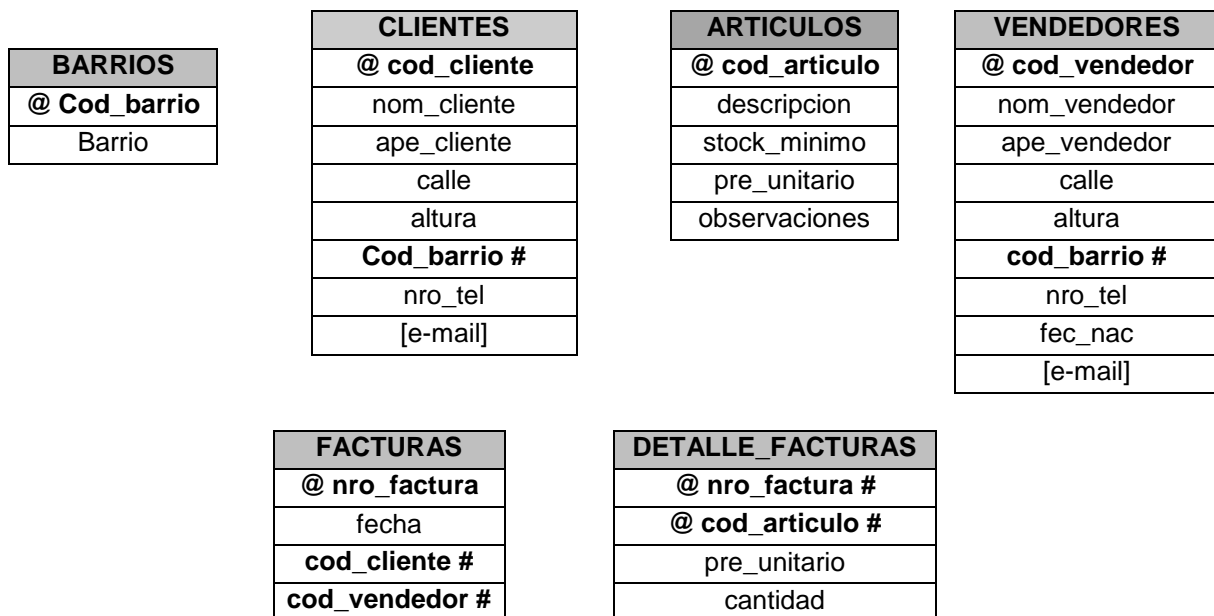 BARRIOS
@ Cod_barrio
Barrio
CLIENTES
@ cod_cliente
nom_cliente
ape_cliente
calle
altura
Cod_barrio #
nro_tel
[e-mail]
ARTICULOS
@ cod_articulo
descripcion
stock_minimo
pre_unitario
observaciones
VENDEDORES
@ cod_vendedor
nom_vendedor
ape_vendedor
calle
altura
cod_barrio #
nro_tel
fec_nac
[e-mail]
FACTURAS
@ nro_factura
fecha
cod_cliente #
cod_vendedor #
DETALLE_FACTURAS
@ nro_factura #
@ cod_articulo #
pre_unitario
cantidad